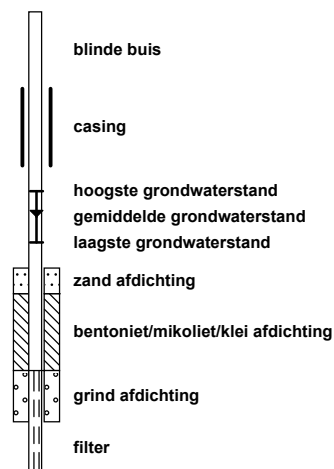 blinde buis
casing
hoogste grondwaterstand
gemiddelde grondwaterstand
laagste grondwaterstand
zand afdichting
bentoniet/mikoliet/klei afdichting
grind afdichting
filter